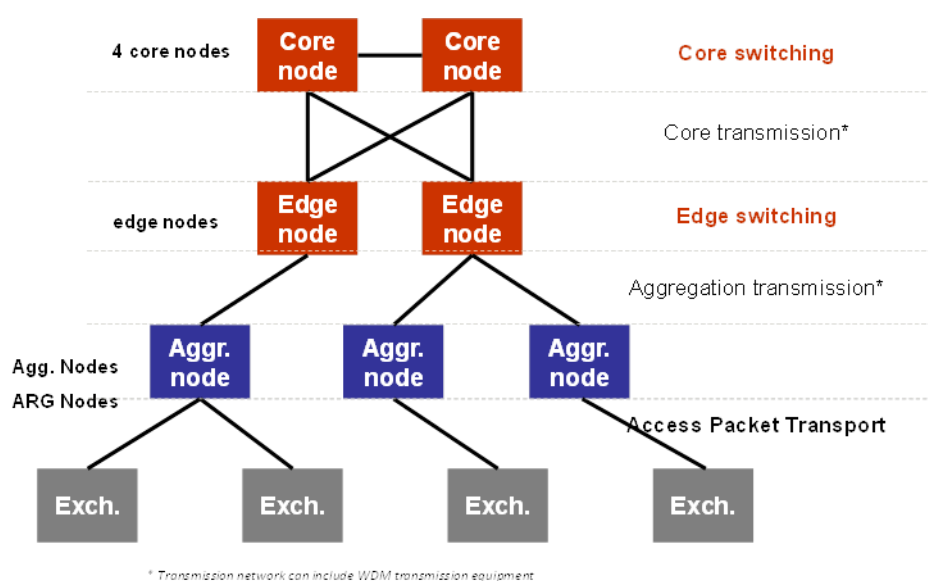 4 core nodes
Core
node
Core
node
Core switching
Core transmission*
edge nodes
Edge
node
Edge
node
Edge switching
Aggregation transmission*
Agg. Nodes
ARG Nodes
Aggr.
node
Aggr.
node
Aggr.
node
Access Packet Transport
Exch.
Exch.
Exch.
Exch.
* Transmission network can include WDM transmission equipment